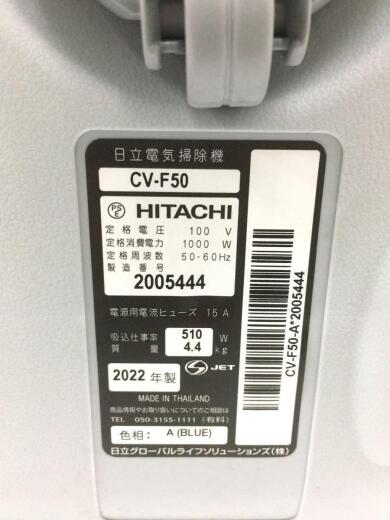 日立電気掃除機
CV-F50
PS E HITACHI
定格電圧 100 V
定格消費電力 1000 W
定格周波数 50-60Hz
製造番号
2005444
電源用電流ヒューズ 15 A
吸込仕事率 510 W
質量 4.4 kg
2022 年製 S JET
MADE IN THAILAND
商品情報やお取り扱いについてのご相談は
TEL 050-3155-1111 (有料)
色相: A (BLUE)
日立グローバルライフソリューションズ(株)
CV-F50-A*2005444